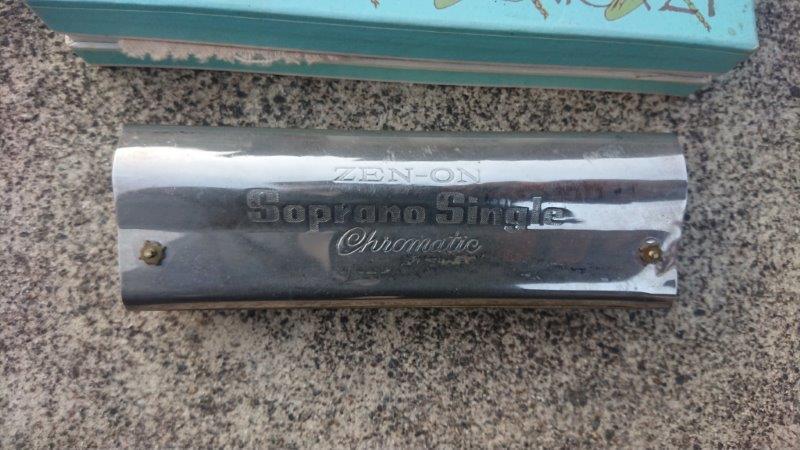 ZEN-ON
Soprano Single
Chromatic